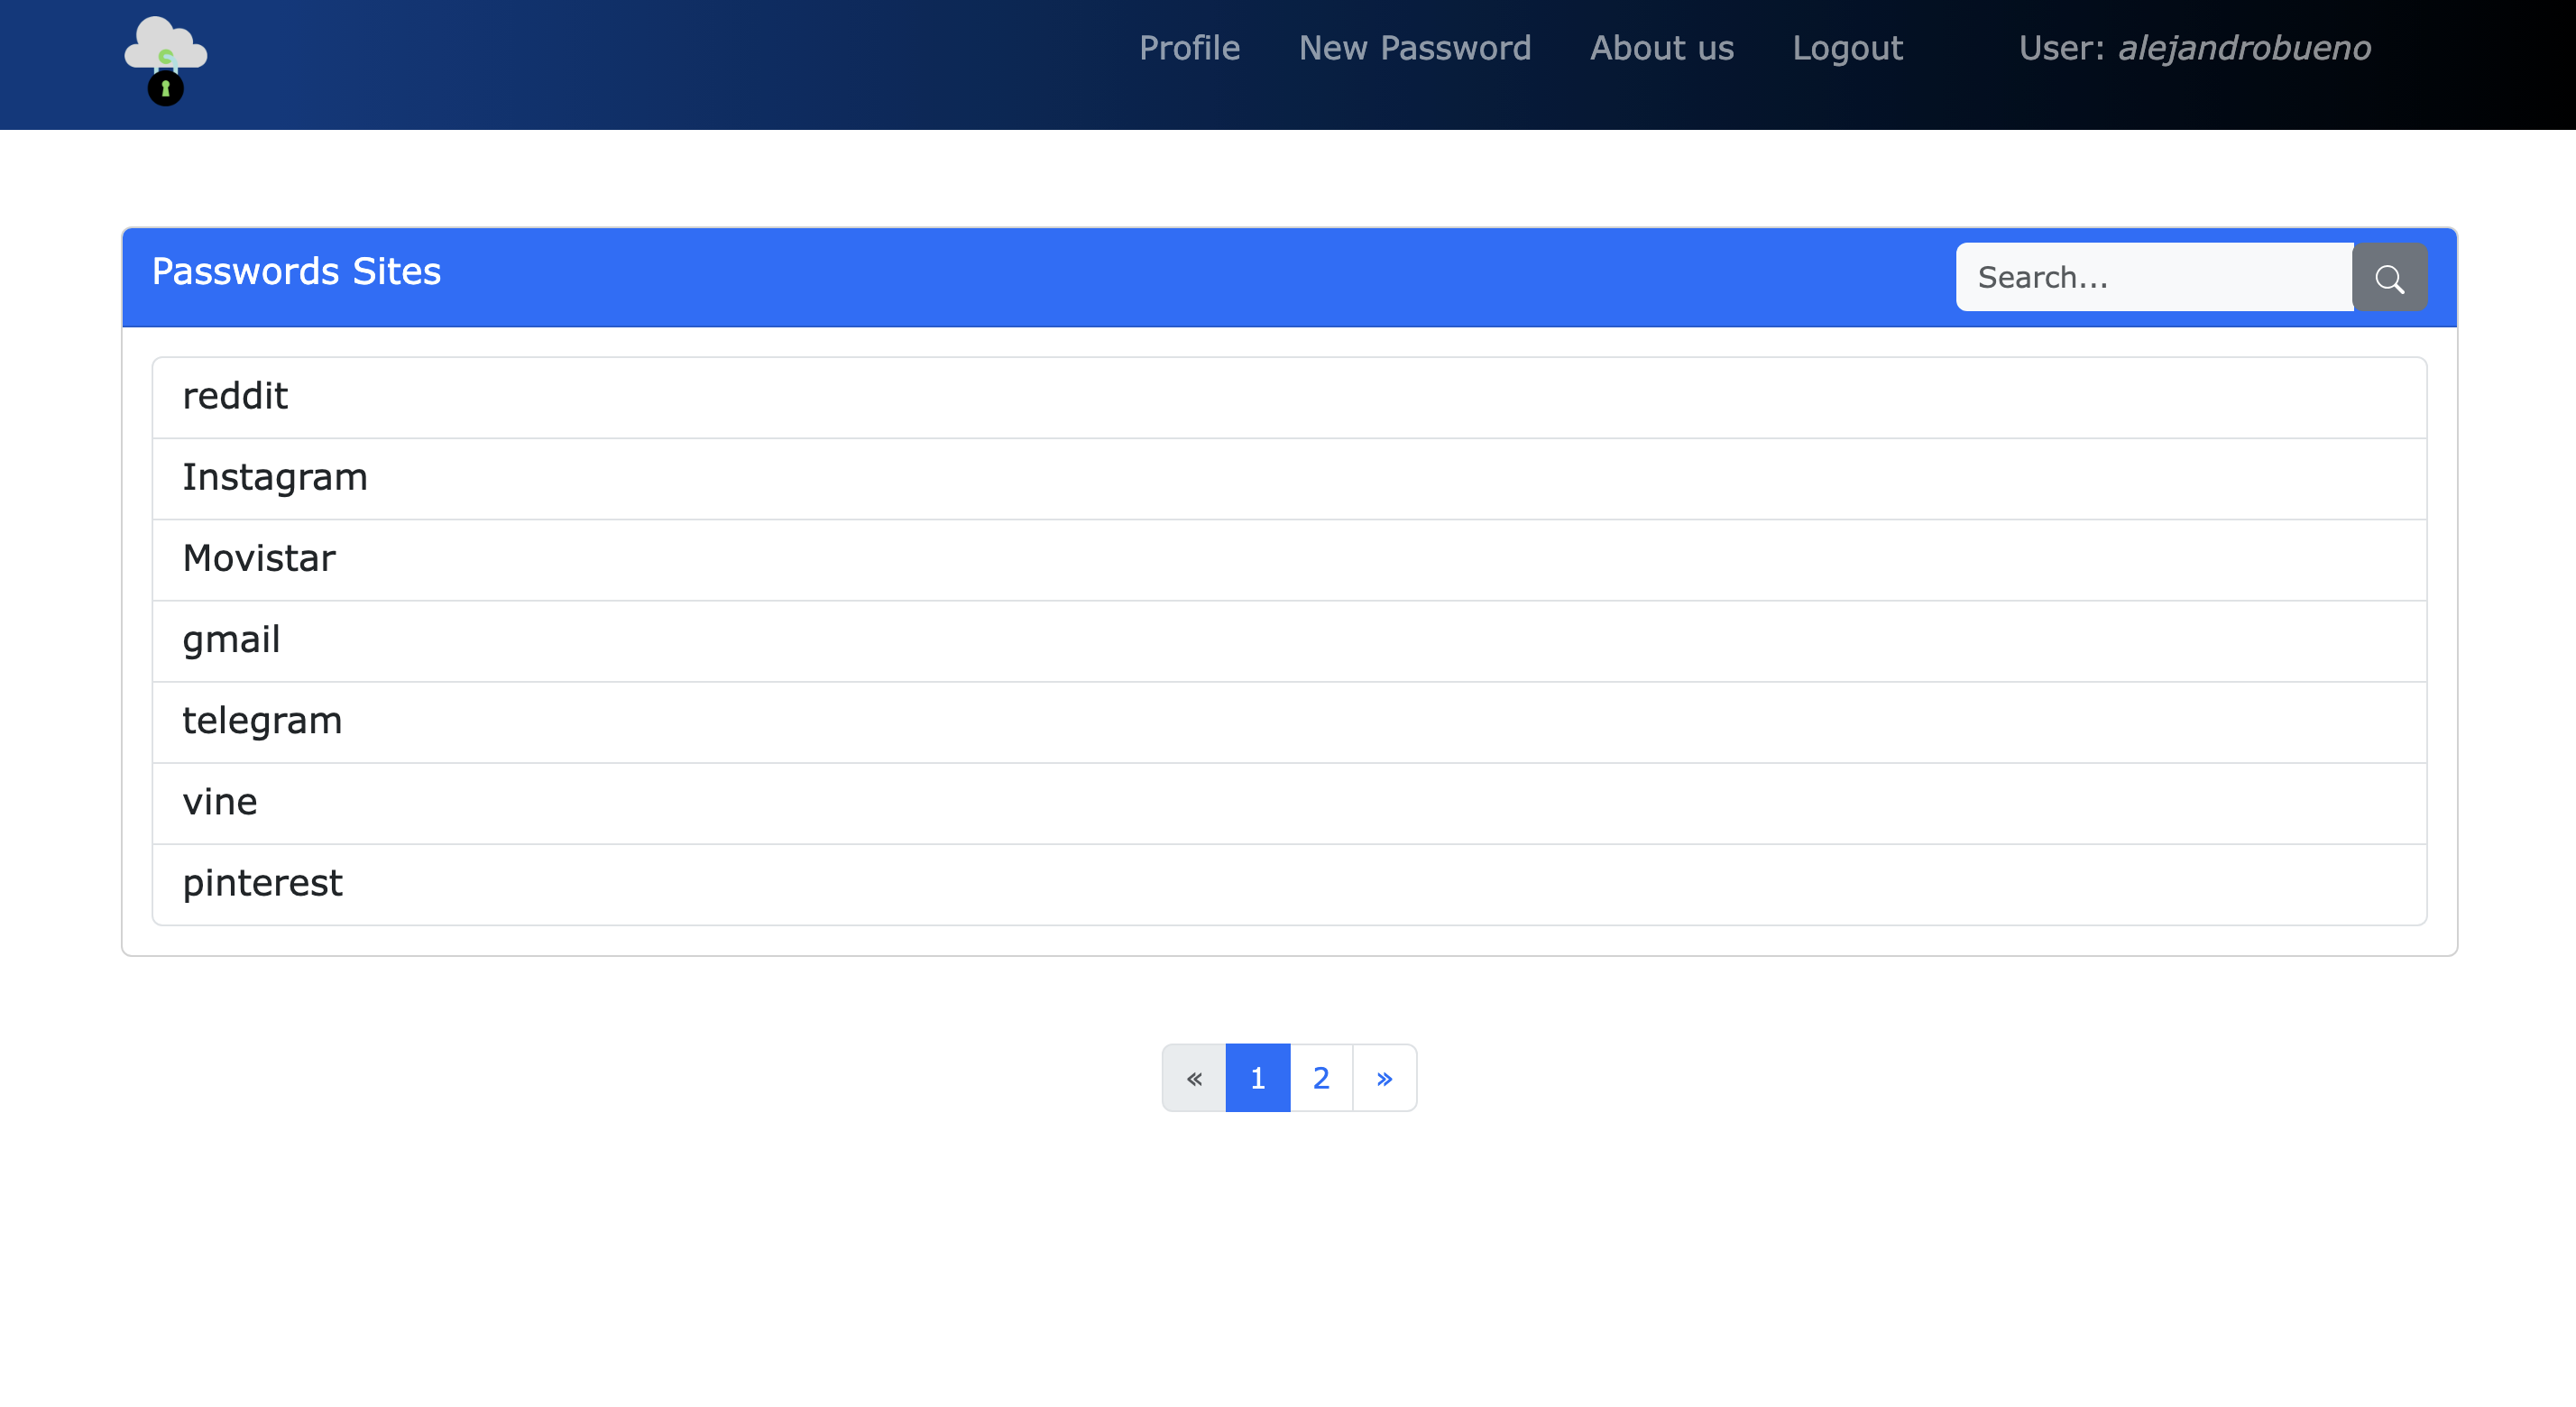 Profile New Password About us Logout User: alejandrobueno
Passwords Sites Search...
reddit
Instagram
Movistar
gmail
telegram
vine
pinterest
« 1 2 »